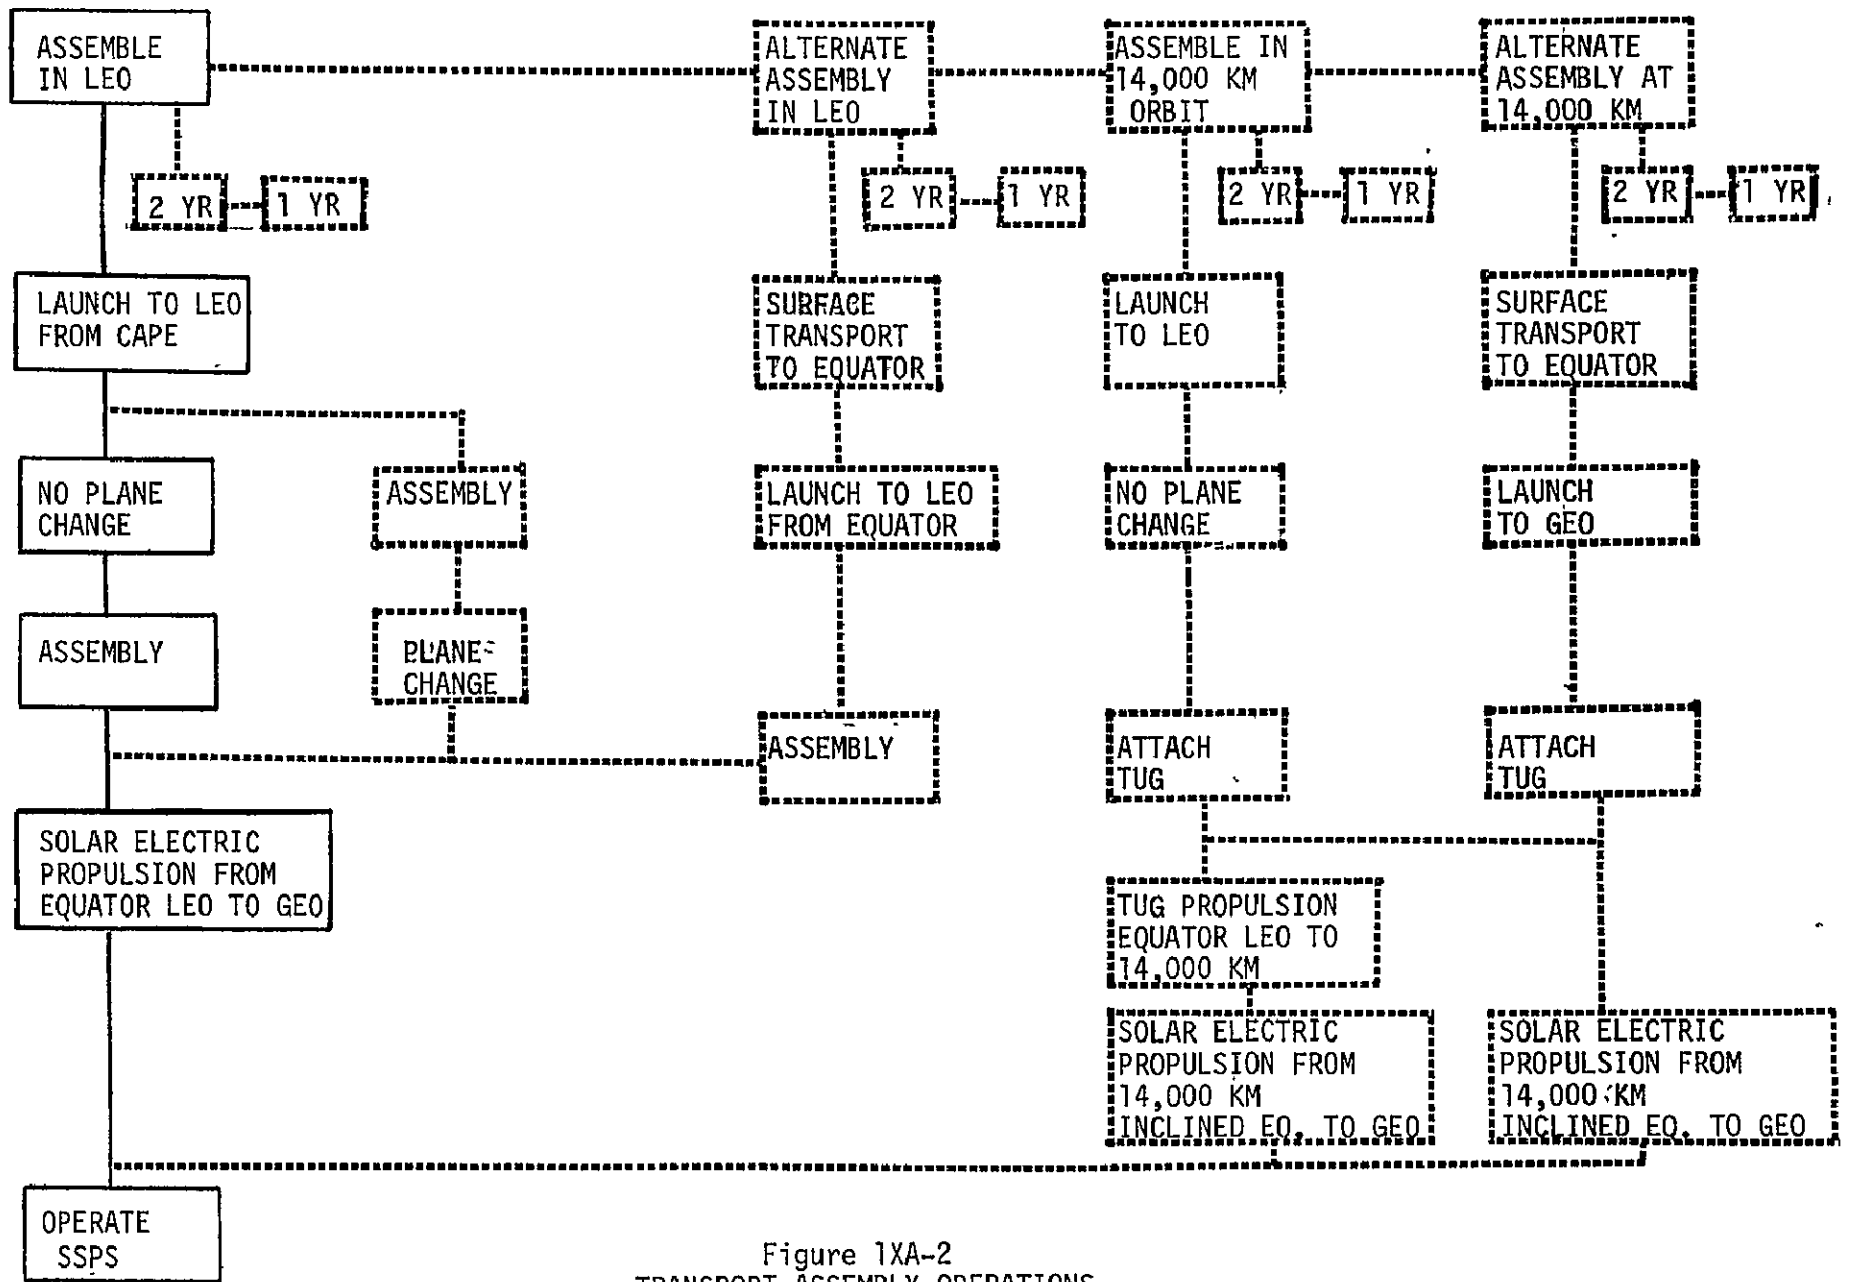 ASSEMBLE
IN LEO
ALTERNATE
ASSEMBLY
IN LEO
ASSEMBLE IN
14,000 KM
ORBIT
ALTERNATE
ASSEMBLY AT
14,000 KM
2 YR
1 YR
2 YR
1 YR
2 YR
1 YR
2 YR
1 YR
LAUNCH TO LEO
FROM CAPE
SURFACE
TRANSPORT
TO EQUATOR
LAUNCH
TO LEO
SURFACE
TRANSPORT
TO EQUATOR
NO PLANE
CHANGE
ASSEMBLY
LAUNCH TO LEO
FROM EQUATOR
NO PLANE
CHANGE
LAUNCH
TO GEO
ASSEMBLY
PLANE
CHANGE
ASSEMBLY
ATTACH
TUG
ATTACH
TUG
SOLAR ELECTRIC
PROPULSION FROM
EQUATOR LEO TO GEO
TUG PROPULSION
EQUATOR LEO TO
14,000 KM
SOLAR ELECTRIC
PROPULSION FROM
14,000 KM
INCLINED EQ. TO GEO
SOLAR ELECTRIC
PROPULSION FROM
14,000 KM
INCLINED EQ. TO GEO
OPERATE
SSPS
Figure 1XA-2
TRANSPORT ASSEMBLY OPERATIONS